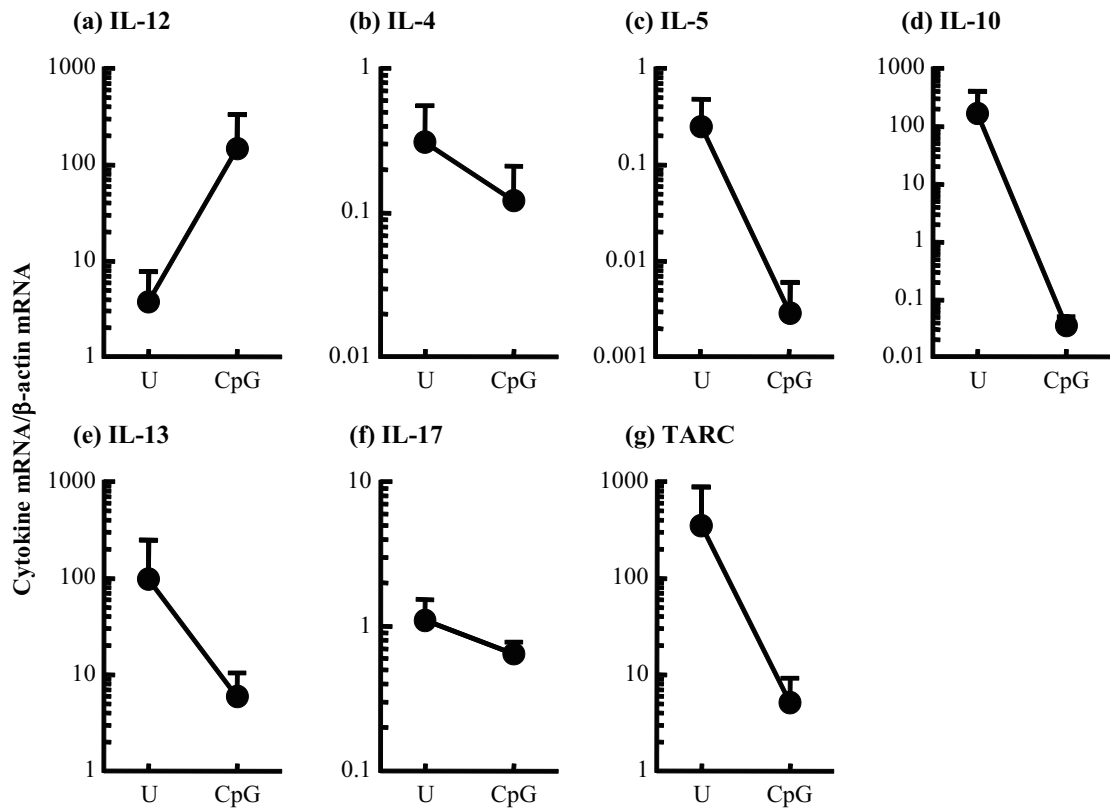 (a) IL-12
(b) IL-4
(c) IL-5
(d) IL-10
1000
100
10
1
U
CpG
1
0.1
0.01
U
CpG
1
0.1
0.01
0.001
U
CpG
1000
100
10
1
0.1
0.01
U
CpG
Cytokine mRNA/β-actin mRNA
(e) IL-13
(f) IL-17
(g) TARC
1000
100
10
1
U
CpG
10
1
0.1
U
CpG
1000
100
10
1
U
CpG